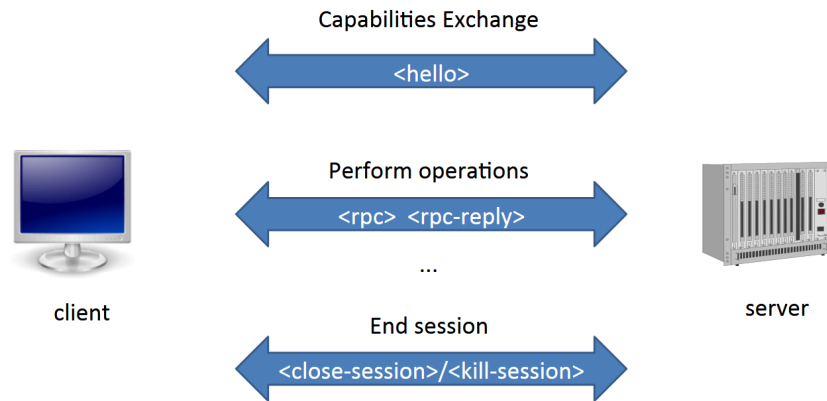 Capabilities Exchange
<hello>
Perform operations
<rpc> <rpc-reply>
...
client
server
End session
<close-session>/<kill-session>